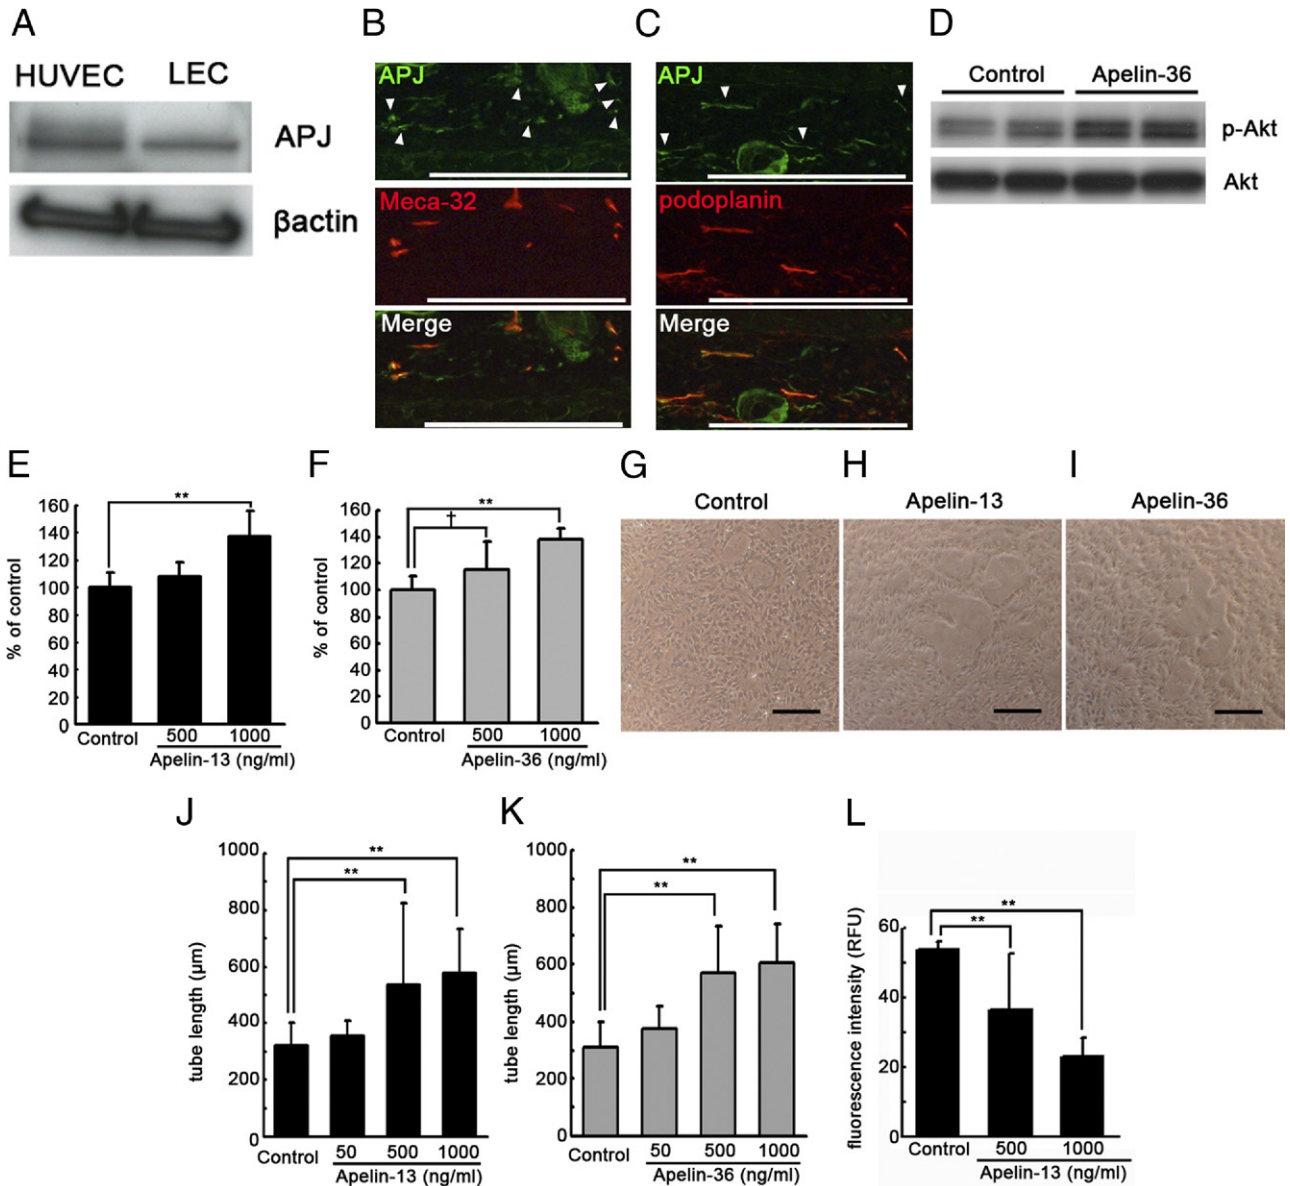 A
HUVEC LEC
APJ
βactin
B
APJ
Meca-32
Merge
C
APJ
podoplanin
Merge
D
Control Apelin-36
p-Akt
Akt
E
% of control
160
140
120
100
80
60
40
20
0
**
Control 500 1000
Apelin-13 (ng/ml)
F
% of control
160
140
120
100
80
60
40
20
0
**
†
Control 500 1000
Apelin-36 (ng/ml)
G
Control
H
Apelin-13
I
Apelin-36
J
tube length (μm)
1000
800
600
400
200
0
**
**
Control 50 500 1000
Apelin-13 (ng/ml)
K
tube length (μm)
1000
800
600
400
200
0
**
**
Control 50 500 1000
Apelin-36 (ng/ml)
L
fluorescence intensity (RFU)
60
40
20
0
**
**
Control 500 1000
Apelin-13 (ng/ml)